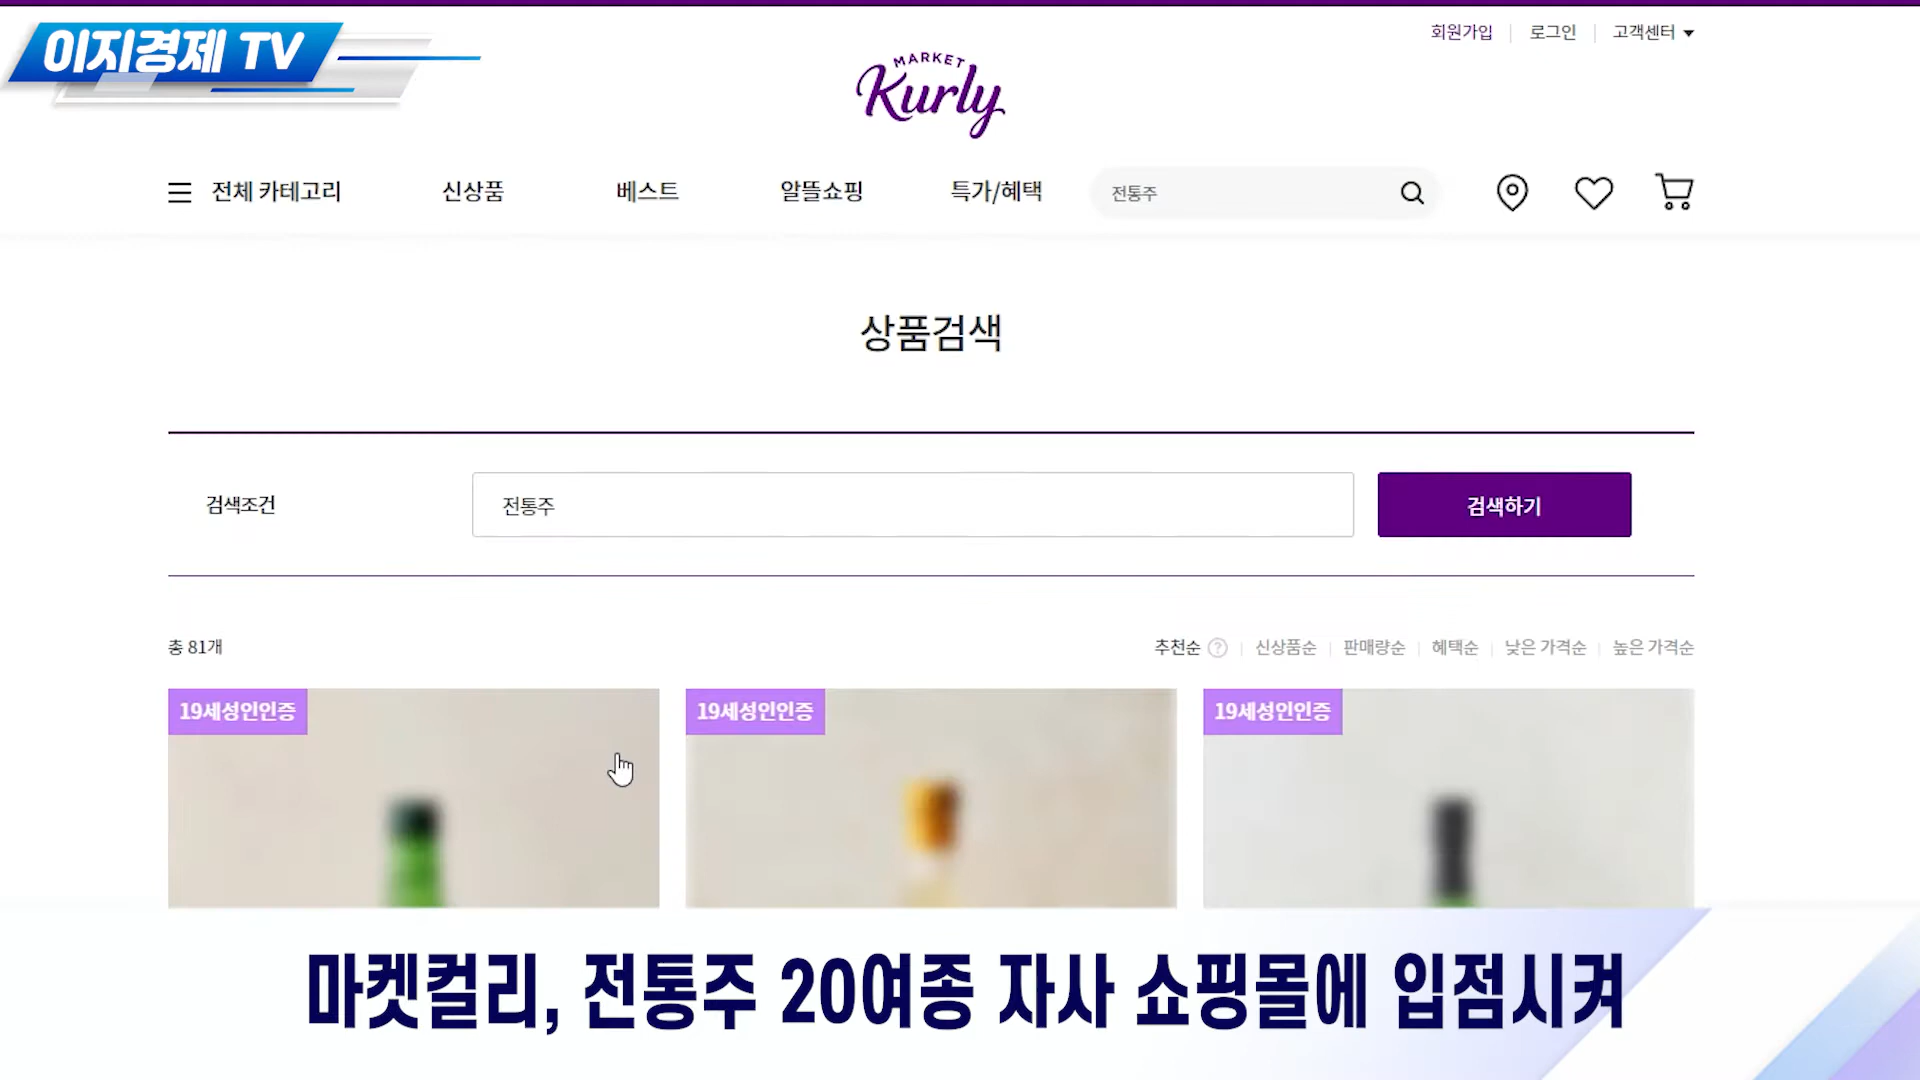 이지경제 TV
회원가입
로그인
고객센터
MARKET
Kurly
전체 카테고리
신상품
베스트
알뜰쇼핑
특가/혜택
전통주
상품검색
검색조건
전통주
검색하기
총 81개
추천순 ?
신상품순
판매량순
혜택순
낮은 가격순
높은 가격순
19세성인인증
19세성인인증
19세성인인증
마켓컬리, 전통주 20여종 자사 쇼핑몰에 입점시켜